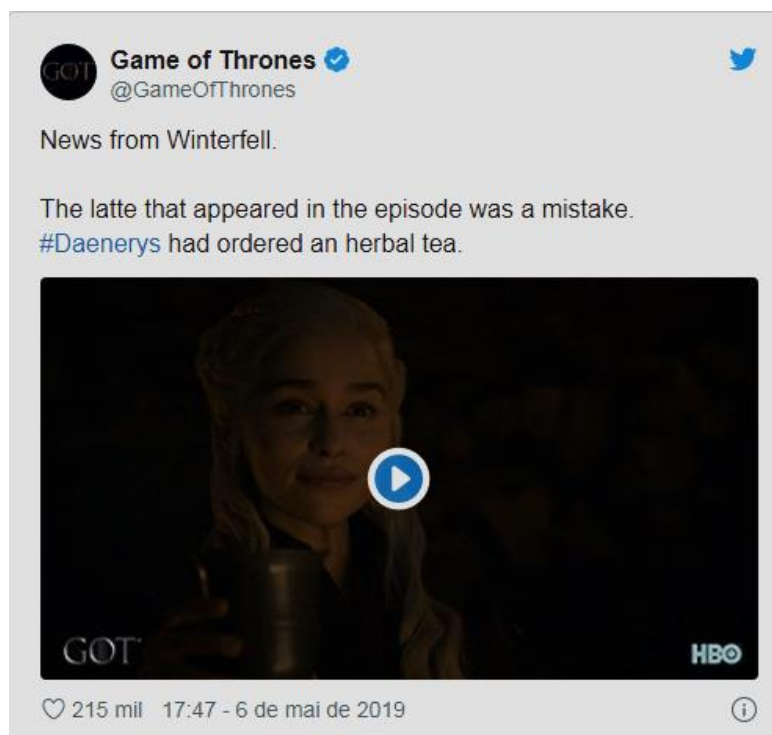 GOT
Game of Thrones
@GameOfThrones
News from Winterfell.
The latte that appeared in the episode was a mistake.
#Daenerys had ordered an herbal tea.
GOT
HBO
215 mil 17:47 - 6 de mai de 2019